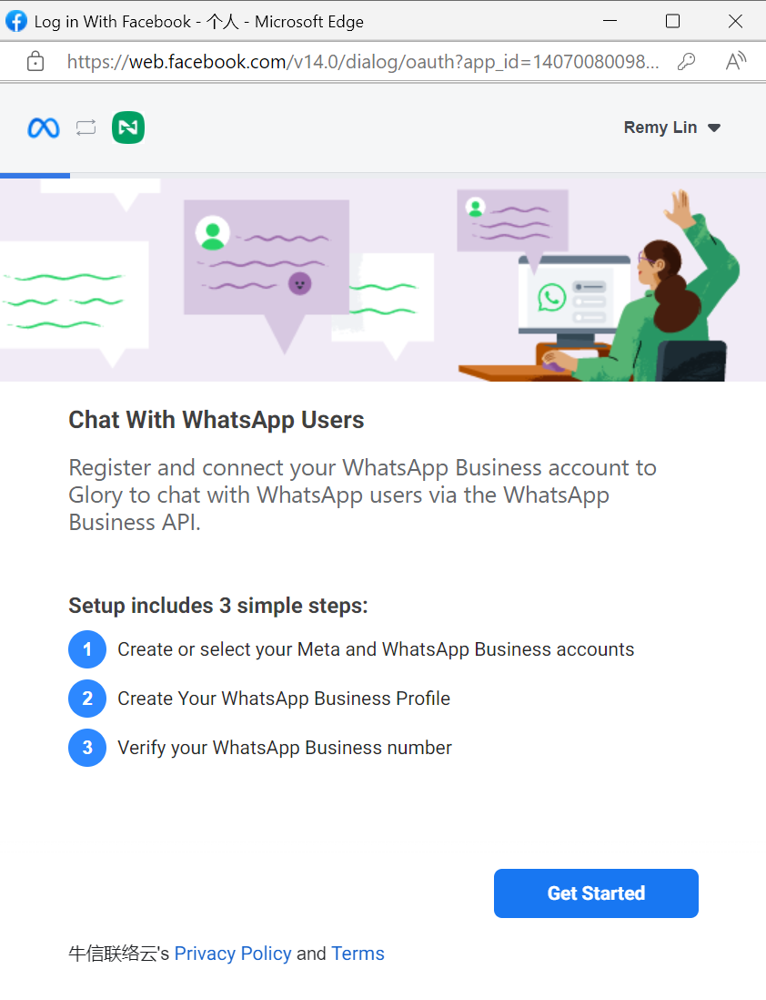 Log in With Facebook - 个人 - Microsoft Edge
https://web.facebook.com/v14.0/dialog/oauth?app_id=14070080098...
Remy Lin
Chat With WhatsApp Users
Register and connect your WhatsApp Business account to
Glory to chat with WhatsApp users via the WhatsApp
Business API.
Setup includes 3 simple steps:
1 Create or select your Meta and WhatsApp Business accounts
2 Create Your WhatsApp Business Profile
3 Verify your WhatsApp Business number
Get Started
牛信联络云's Privacy Policy and Terms